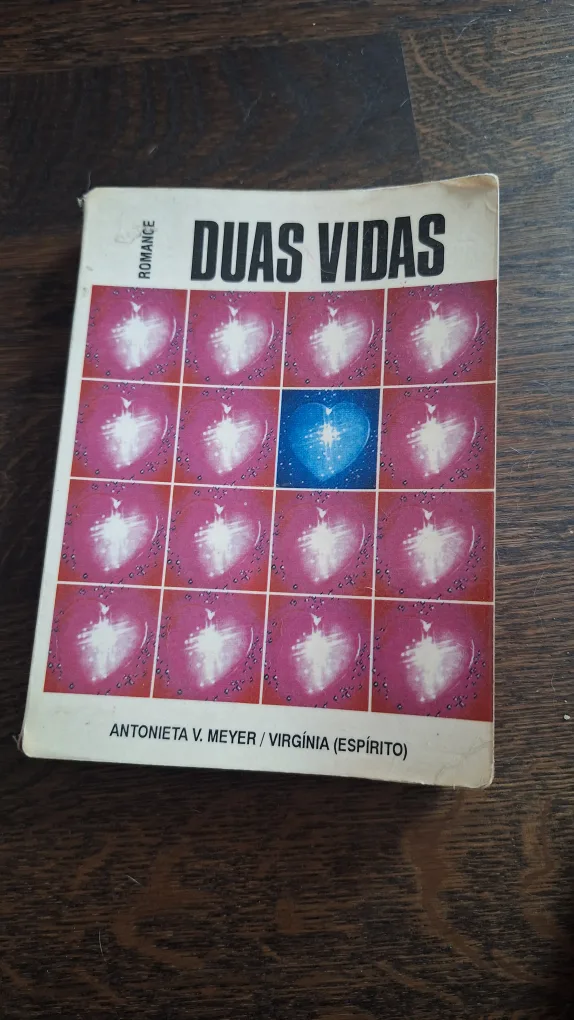 ROMANCE
DUAS VIDAS
ANTONIETA V. MEYER / VIRGÍNIA (ESPÍRITO)